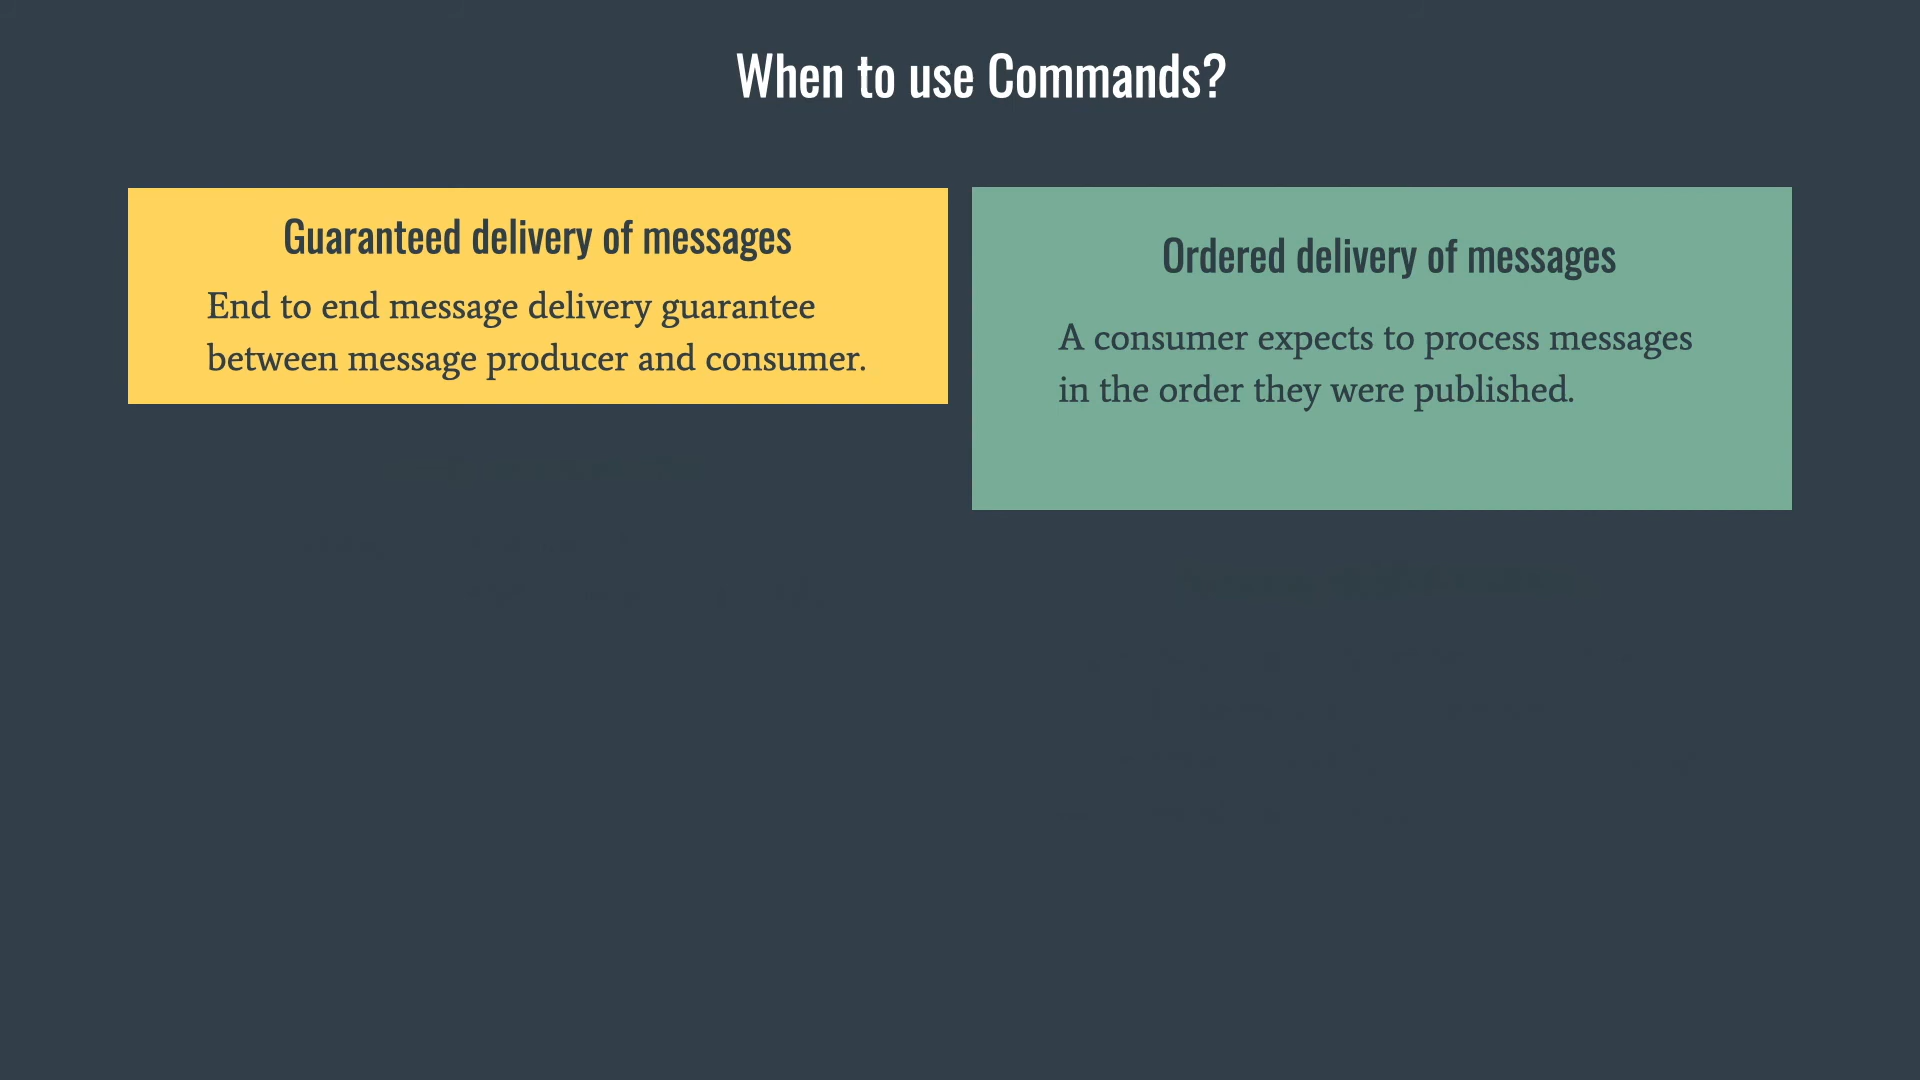 When to use Commands?
Guaranteed delivery of messages
End to end message delivery guarantee
between message producer and consumer.
Ordered delivery of messages
A consumer expects to process messages
in the order they were published.